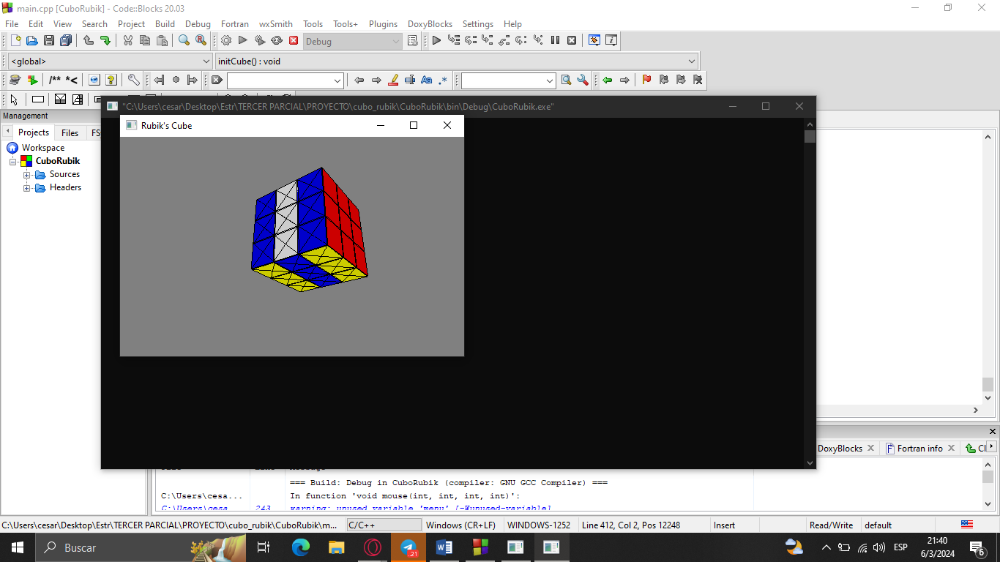 main.cpp [CuboRubik] - Code::Blocks 20.03
File Edit View Search Project Build Debug Fortran wxSmith Tools Tools+ Plugins DoxyBlocks Settings Help
Debug
<global> initCube() : void
/** *<
Aa .*
"C:\Users\cesar\Desktop\Estr\TERCER PARCIAL\PROYECTO\cubo_rubik\CuboRubik\bin\Debug\CuboRubik.exe"
Management
Rubik's Cube
Projects Files FS
Workspace
CuboRubik
Sources
Headers
DoxyBlocks Fortran info Cl
=== Build: Debug in CuboRubik (compiler: GNU GCC Compiler) ===
C:\Users\cesa... In function 'void mouse(int, int, int, int)':
C:\Users\cesa... 243 warning: unused variable 'menu' [-Wunused-variable]
C:\Users\cesar\Desktop\Estr\TERCER PARCIAL\PROYECTO\cubo_rubik\CuboRubik\m... C/C++ Windows (CR+LF) WINDOWS-1252 Line 412, Col 2, Pos 12248 Insert Read/Write default
Buscar
.21
ESP
21:40
6/3/2024
6